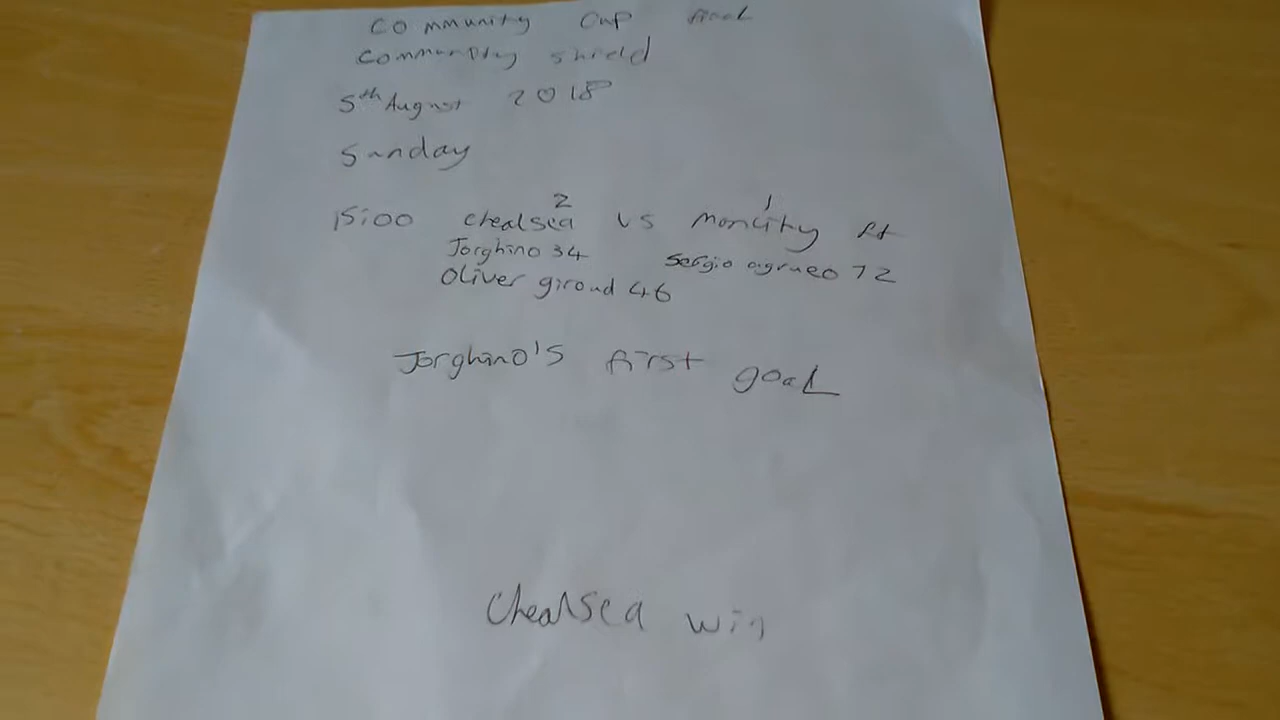 Community Cup final
Community shield
5th August 2018
Sunday
2 1
15:00 chealsea vs mancity ft
Jorghino 34 Sergio agrueo 72
Oliver giroud 46
Jorghino's first goal
Chealsea win